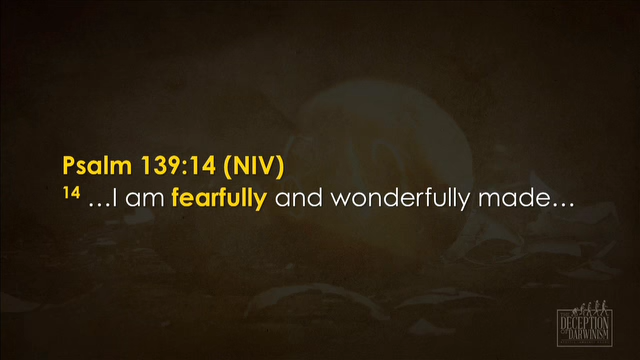 Psalm 139:14 (NIV)
14 …I am fearfully and wonderfully made…
DECEPTION
DARWINISM